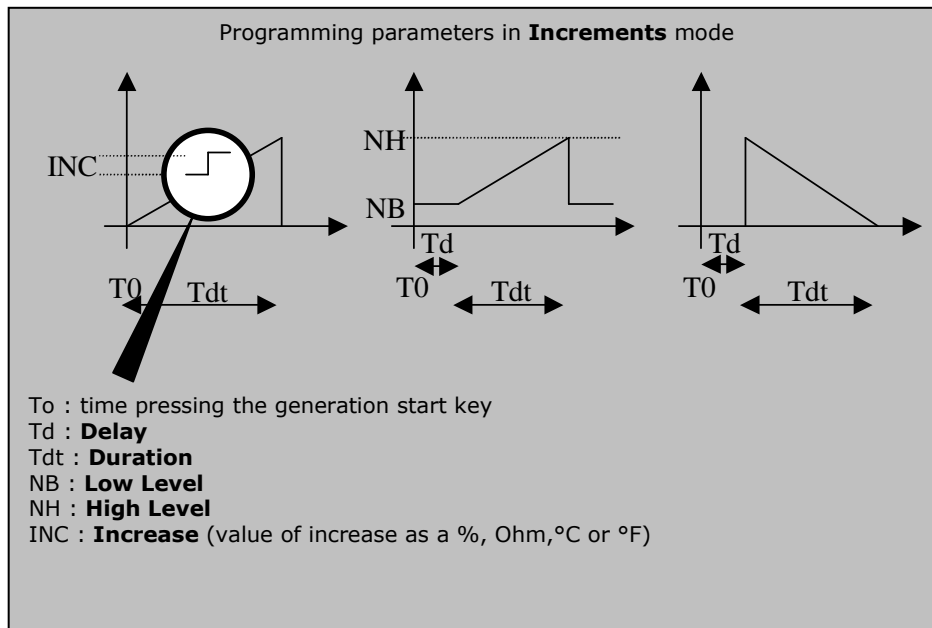 Programming parameters in Increments mode
INC
T0
Tdt
NH
NB
Td
T0
Tdt
Td
T0
Tdt
To : time pressing the generation start key
Td : Delay
Tdt : Duration
NB : Low Level
NH : High Level
INC : Increase (value of increase as a %, Ohm,°C or °F)